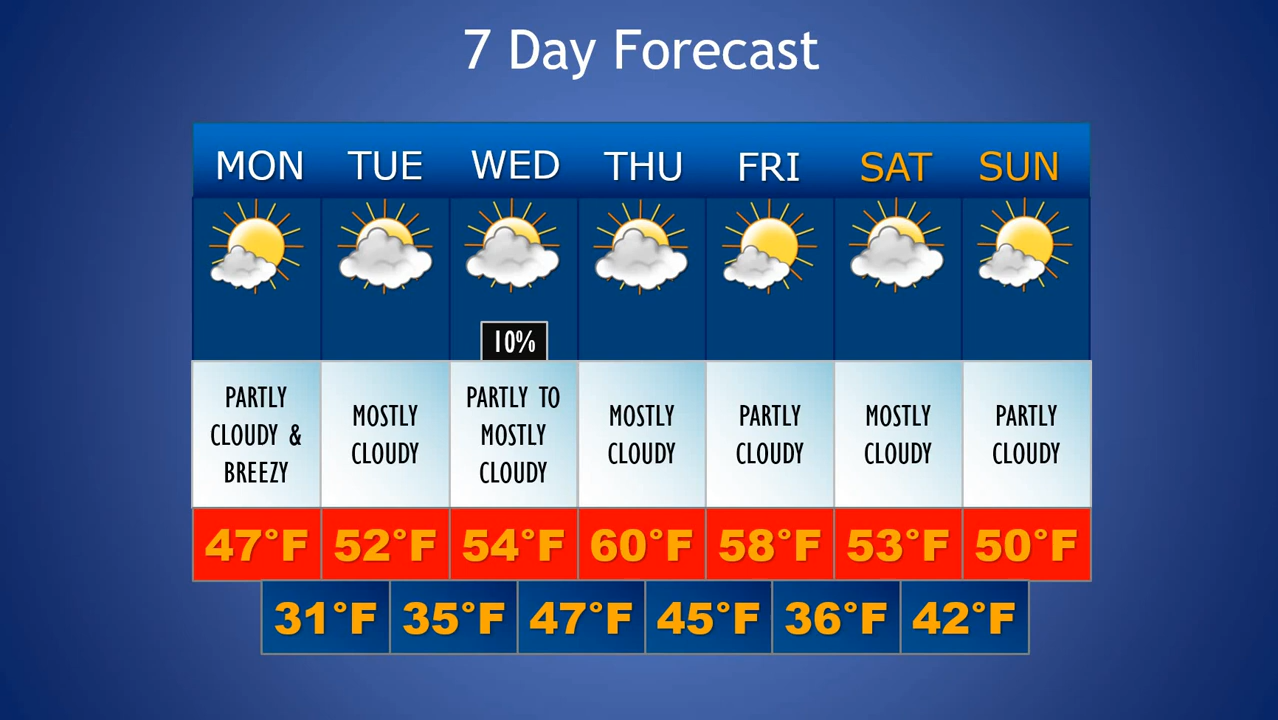 7 Day Forecast
MON TUE WED THU FRI SAT SUN
10%
PARTLY
CLOUDY &
BREEZY
MOSTLY
CLOUDY
PARTLY TO
MOSTLY
CLOUDY
MOSTLY
CLOUDY
PARTLY
CLOUDY
MOSTLY
CLOUDY
PARTLY
CLOUDY
47°F 52°F 54°F 60°F 58°F 53°F 50°F
31°F 35°F 47°F 45°F 36°F 42°F